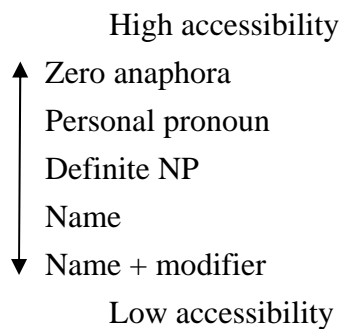 High accessibility
Zero anaphora
Personal pronoun
Definite NP
Name
Name + modifier
Low accessibility